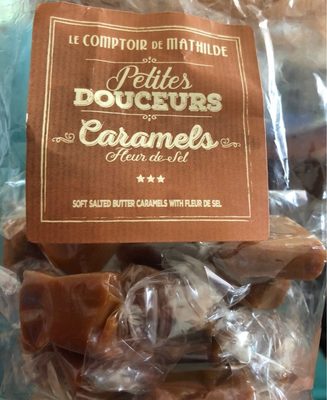 LE COMPTOIR DE MATHILDE
Petites
DOUCEURS
Caramels
Fleur de Sel
SOFT SALTED BUTTER CARAMELS WITH FLEUR DE SEL